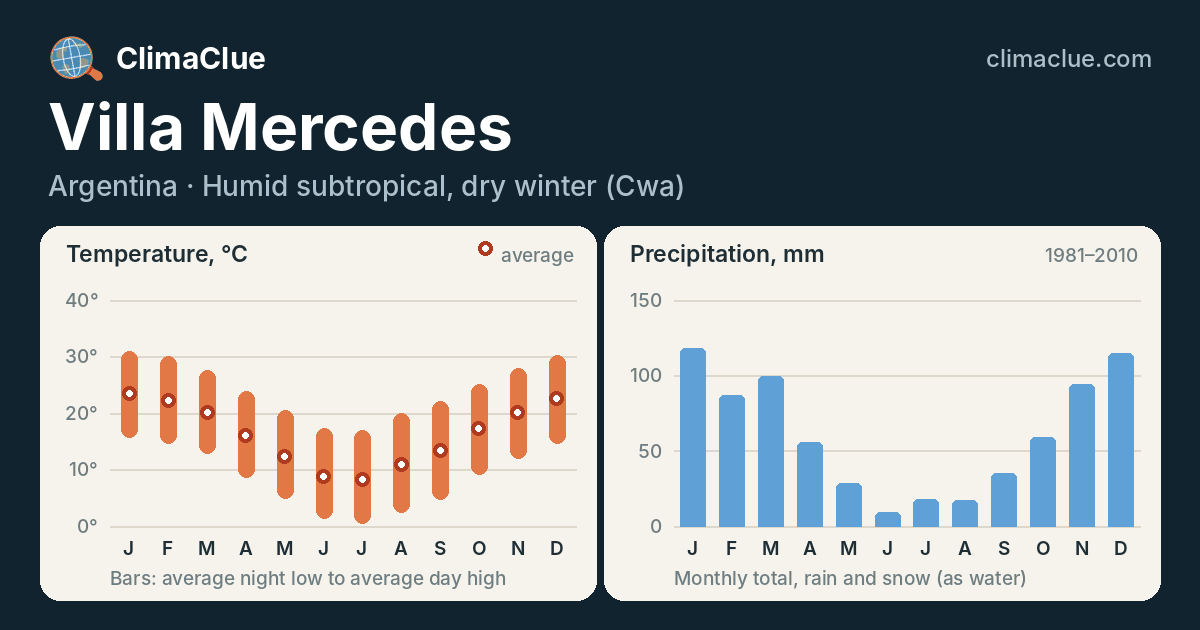 ClimaClue
climaclue.com
Villa Mercedes
Argentina · Humid subtropical, dry winter (Cwa)
Temperature, °C
average
40°
30°
20°
10°
0°
J F M A M J J A S O N D
Bars: average night low to average day high
Precipitation, mm
1981–2010
150
100
50
0
J F M A M J J A S O N D
Monthly total, rain and snow (as water)